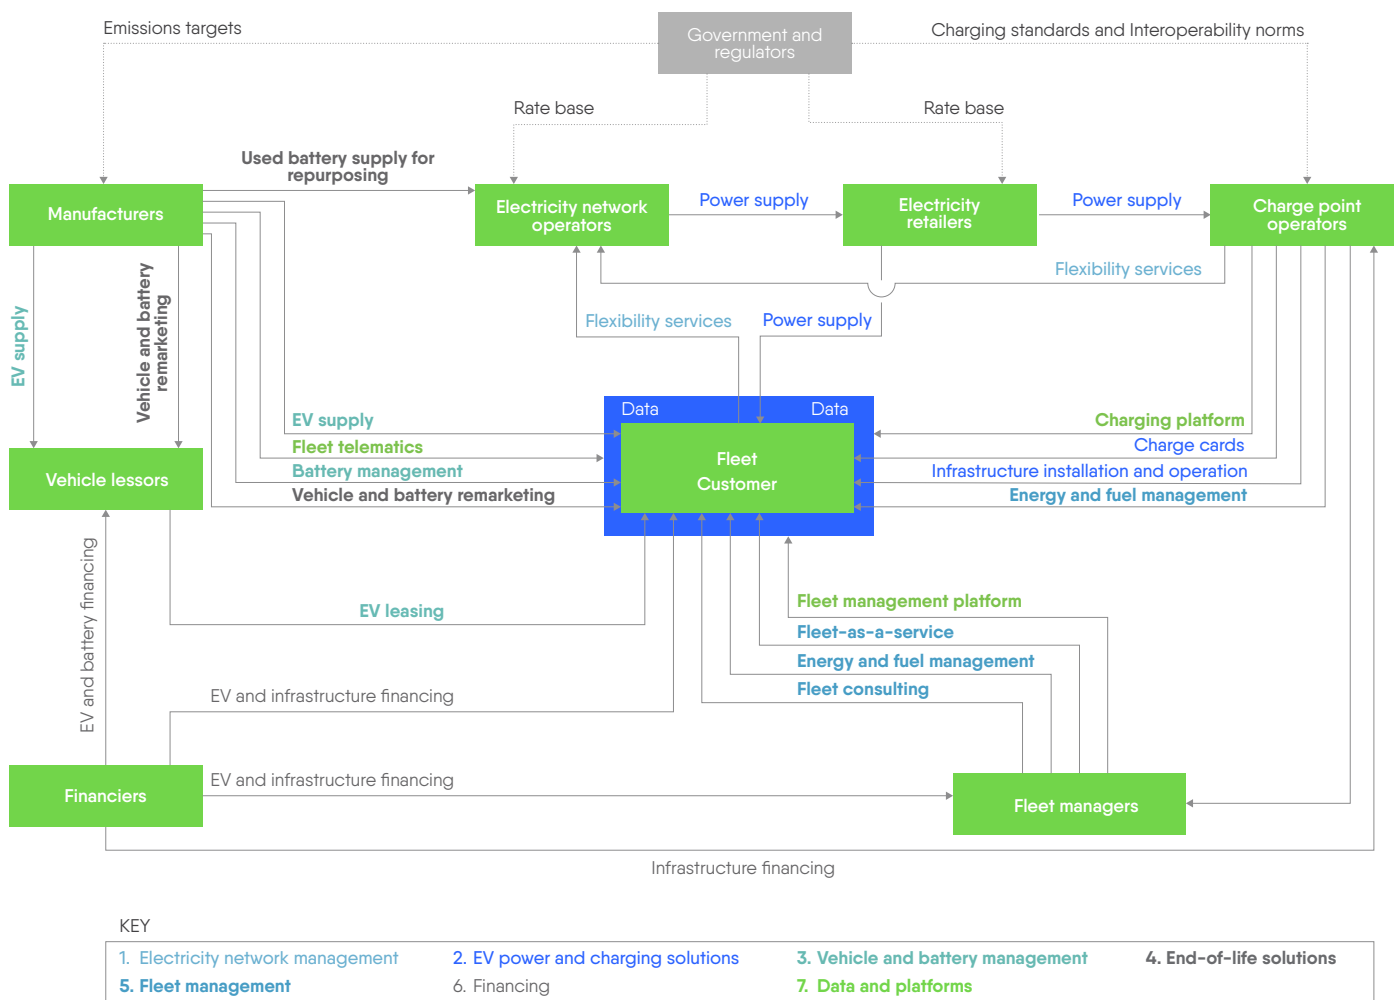 Emissions targets
Government and
regulators
Charging standards and Interoperability norms
Rate base
Rate base
Used battery supply for
repurposing
Manufacturers
Electricity network
operators
Power supply
Electricity
retailers
Power supply
Charge point
operators
Flexibility services
EV supply
Vehicle and battery
remarketing
Flexibility services
Power supply
Data
Data
EV supply
Fleet telematics
Battery management
Vehicle and battery remarketing
Fleet
Customer
Charging platform
Charge cards
Infrastructure installation and operation
Energy and fuel management
Vehicle lessors
EV and battery financing
EV leasing
Fleet management platform
Fleet-as-a-service
Energy and fuel management
Fleet consulting
EV and infrastructure financing
EV and infrastructure financing
Financiers
Fleet managers
Infrastructure financing
KEY
1. Electricity network management
2. EV power and charging solutions
3. Vehicle and battery management
4. End-of-life solutions
5. Fleet management
6. Financing
7. Data and platforms